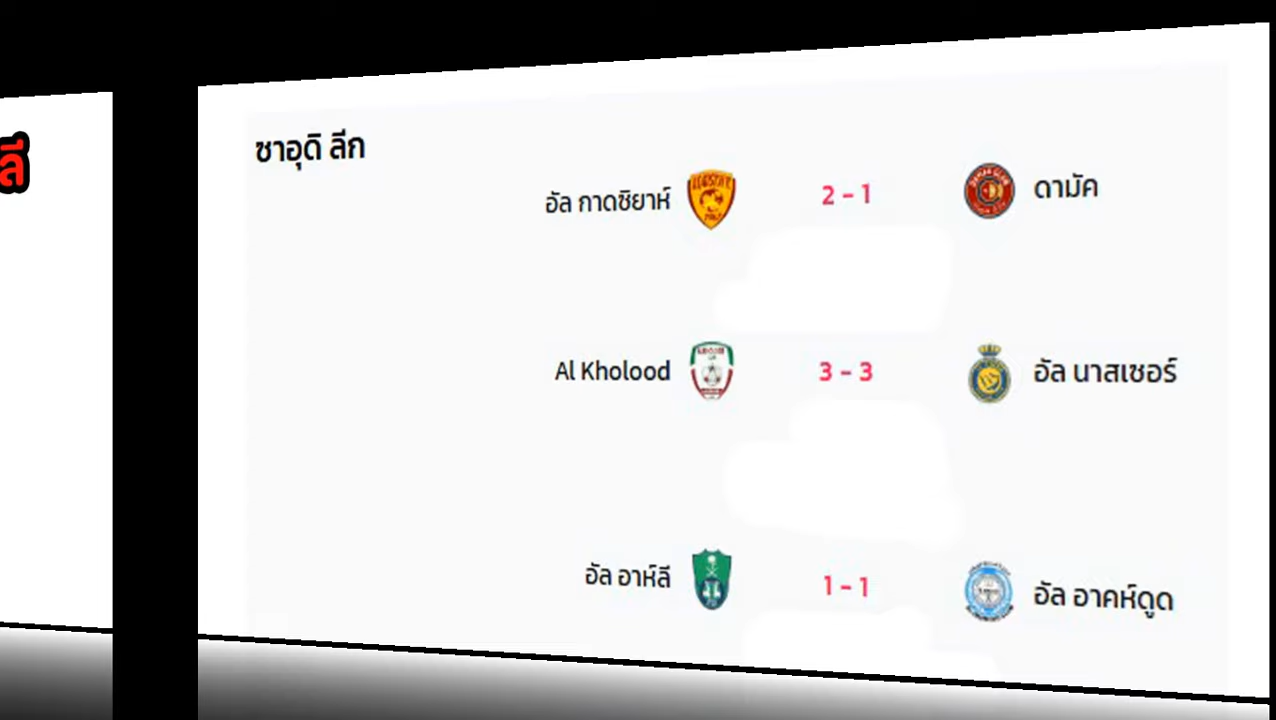 ลี
ซาอุดิ ลีก
อัล กาดซิยาห์ 2 - 1 ดามัค
Al Kholood 3 - 3 อัล นาสเซอร์
อัล อาห์ลี 1 - 1 อัล อาคห์ดูด